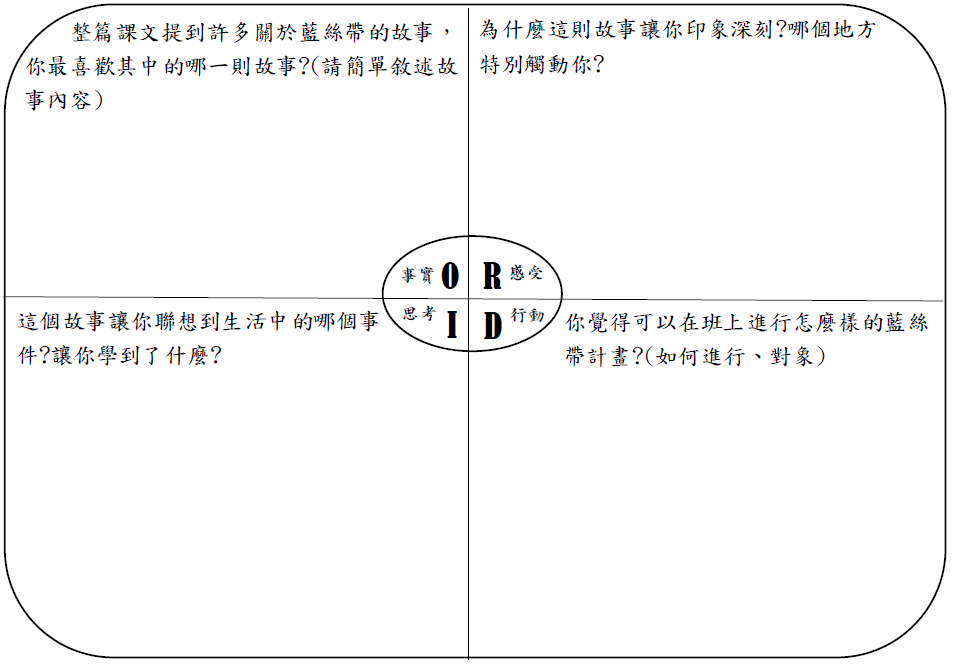 整篇課文提到許多關於藍絲帶的故事，
你最喜歡其中的哪一則故事?(請簡單敘述故
事內容)
為什麼這則故事讓你印象深刻?哪個地方
特別觸動你?
事實 O
R 感受
思考 I
D 行動
這個故事讓你聯想到生活中的哪個事
件?讓你學到了什麼?
你覺得可以在班上進行怎麼樣的藍絲
帶計畫?(如何進行、對象)